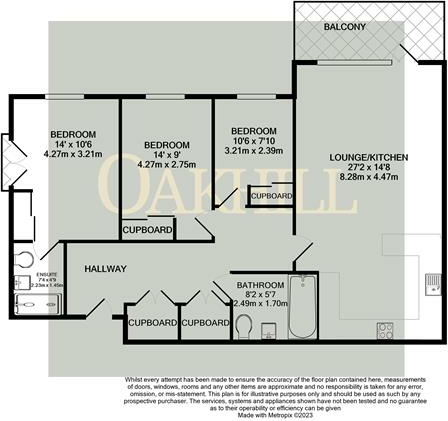 BALCONY
BEDROOM
14' x 10'6
4.27m x 3.21m
BEDROOM
14' x 9'
4.27m x 2.75m
BEDROOM
10'6 x 7'10
3.21m x 2.39m
LOUNGE/KITCHEN
27'2 x 14'8
8.28m x 4.47m
OAKHILL
CUPBOARD
CUPBOARD
ENSUITE
7'4 x 4'9
2.23m x 1.45m
HALLWAY
BATHROOM
8'2 x 5'7
2.49m x 1.70m
CUPBOARD
CUPBOARD
Whilst every attempt has been made to ensure the accuracy of the floor plan contained here, measurements
of doors, windows, rooms and any other items are approximate and no responsibility is taken for any error,
omission, or mis-statement. This plan is for illustrative purposes only and should be used as such by any
prospective purchaser. The services, systems and appliances shown have not been tested and no guarantee
as to their operability or efficiency can be given
Made with Metropix ©2023